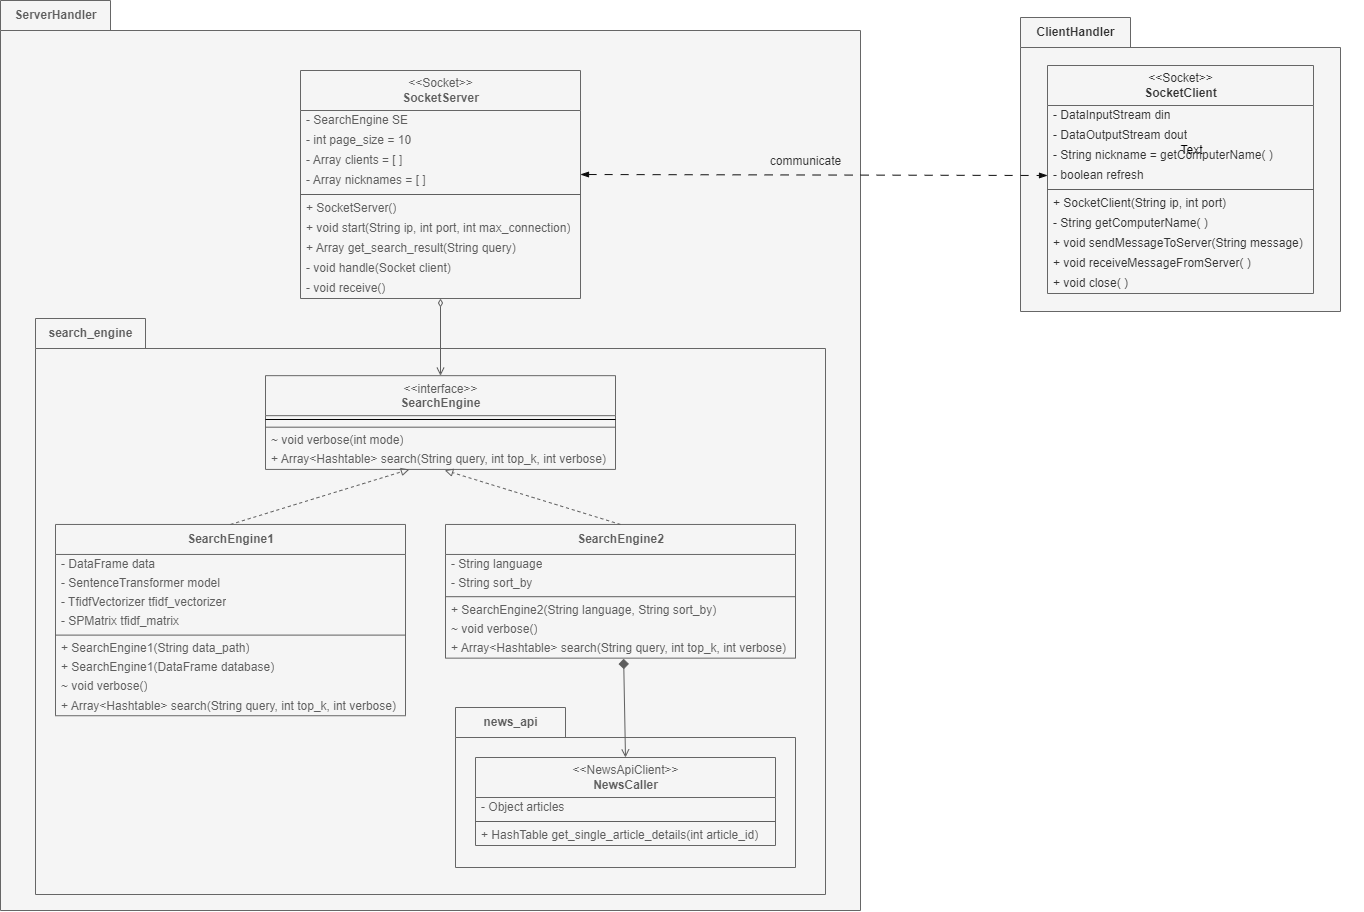 ServerHandler
<<Socket>>
SocketServer
- SearchEngine SE
- int page_size = 10
- Array clients = [ ]
- Array nicknames = [ ]
+ SocketServer()
+ void start(String ip, int port, int max_connection)
+ Array get_search_result(String query)
- void handle(Socket client)
- void receive()
communicate
ClientHandler
<<Socket>>
SocketClient
- DataInputStream din
- DataOutputStream dout
Text
- String nickname = getComputerName( )
- boolean refresh
+ SocketClient(String ip, int port)
- String getComputerName( )
+ void sendMessageToServer(String message)
+ void receiveMessageFromServer( )
+ void close( )
search_engine
<<interface>>
SearchEngine
~ void verbose(int mode)
+ Array<Hashtable> search(String query, int top_k, int verbose)
SearchEngine1
- DataFrame data
- SentenceTransformer model
- TfidfVectorizer tfidf_vectorizer
- SPMatrix tfidf_matrix
+ SearchEngine1(String data_path)
+ SearchEngine1(DataFrame database)
~ void verbose()
+ Array<Hashtable> search(String query, int top_k, int verbose)
SearchEngine2
- String language
- String sort_by
+ SearchEngine2(String language, String sort_by)
~ void verbose()
+ Array<Hashtable> search(String query, int top_k, int verbose)
news_api
<<NewsApiClient>>
NewsCaller
- Object articles
+ HashTable get_single_article_details(int article_id)